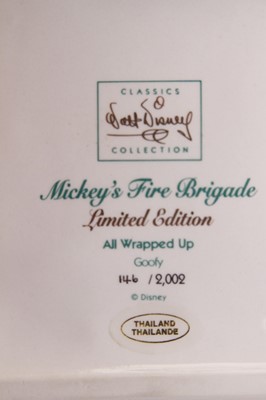 CLASSICS
Walt Disney
COLLECTION
Mickey's Fire Brigade
Limited Edition
All Wrapped Up
Goofy
146 / 2,002
© Disney
THAILAND
THAILANDE